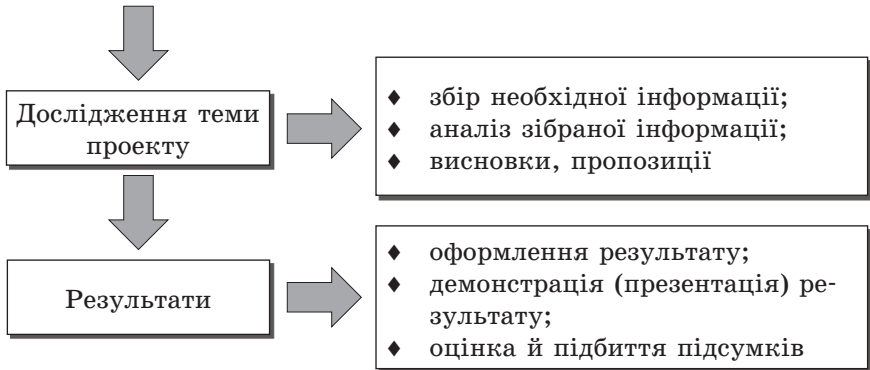 Дослідження теми
проекту
♦ збір необхідної інформації;
♦ аналіз зібраної інформації;
♦ висновки, пропозиції
Результати
♦ оформлення результату;
♦ демонстрація (презентація) ре-
зультату;
♦ оцінка й підбиття підсумків